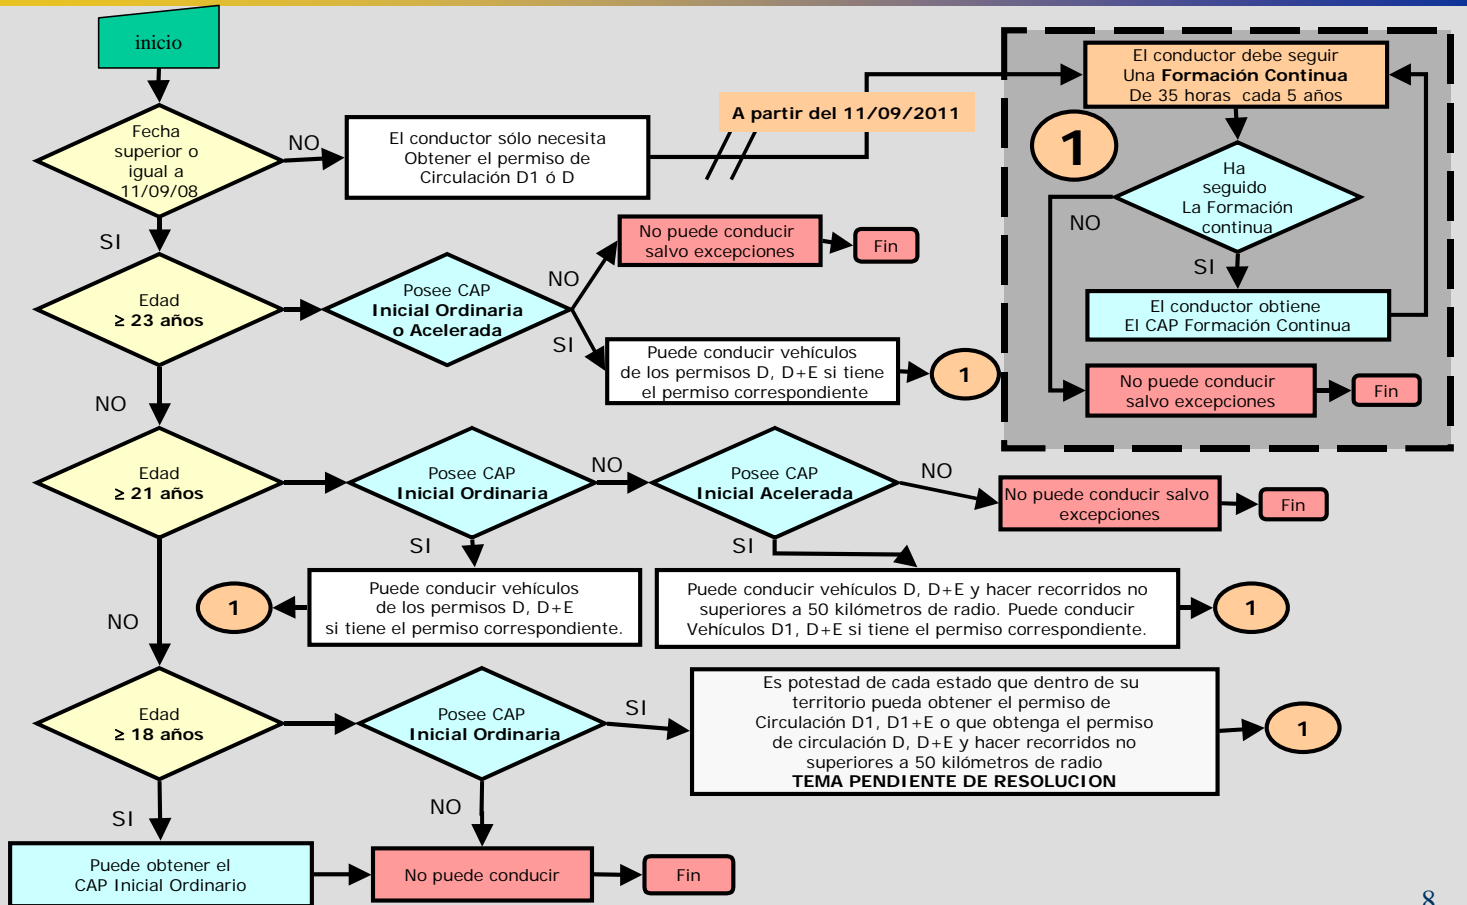 inicio
Fecha
superior o
igual a
11/09/08
NO
El conductor sólo necesita
Obtener el permiso de
Circulación D1 ó D
A partir del 11/09/2011
El conductor debe seguir
Una Formación Continua
De 35 horas cada 5 años
1
Ha
seguido
La Formación
continua
NO
SI
El conductor obtiene
El CAP Formación Continua
No puede conducir
salvo excepciones
Fin
SI
Edad
≥ 23 años
Posee CAP
Inicial Ordinaria
o Acelerada
NO
No puede conducir
salvo excepciones
Fin
SI
Puede conducir vehículos
de los permisos D, D+E si tiene
el permiso correspondiente
1
NO
Edad
≥ 21 años
Posee CAP
Inicial Ordinaria
NO
Posee CAP
Inicial Acelerada
NO
No puede conducir salvo
excepciones
Fin
SI
Puede conducir vehículos
de los permisos D, D+E
si tiene el permiso correspondiente.
1
SI
Puede conducir vehículos D, D+E y hacer recorridos no
superiores a 50 kilómetros de radio. Puede conducir
Vehículos D1, D+E si tiene el permiso correspondiente.
1
NO
Edad
≥ 18 años
Posee CAP
Inicial Ordinaria
SI
Es potestad de cada estado que dentro de su
territorio pueda obtener el permiso de
Circulación D1, D1+E o que obtenga el permiso
de circulación D, D+E y hacer recorridos no
superiores a 50 kilómetros de radio
TEMA PENDIENTE DE RESOLUCION
1
SI
NO
Puede obtener el
CAP Inicial Ordinario
No puede conducir
Fin
8